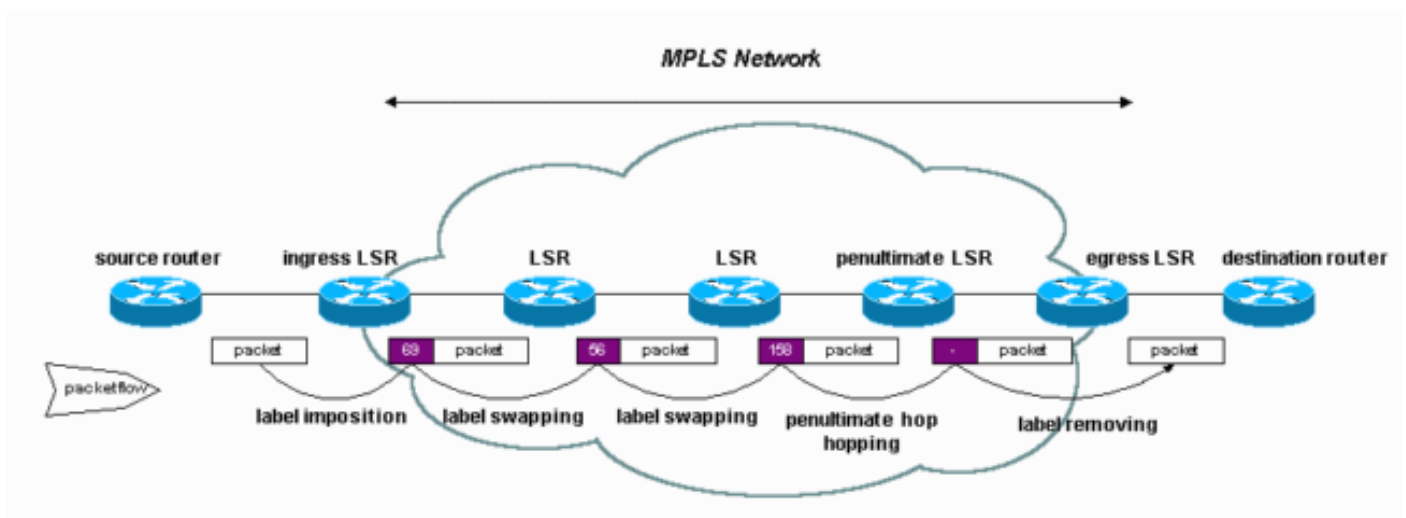 MPLS Network
source router
ingress LSR
LSR
LSR
penultimate LSR
egress LSR
destination router
packet
69 packet
56 packet
158 packet
- packet
packet
packetflow
label imposition
label swapping
label swapping
penultimate hop
hopping
label removing